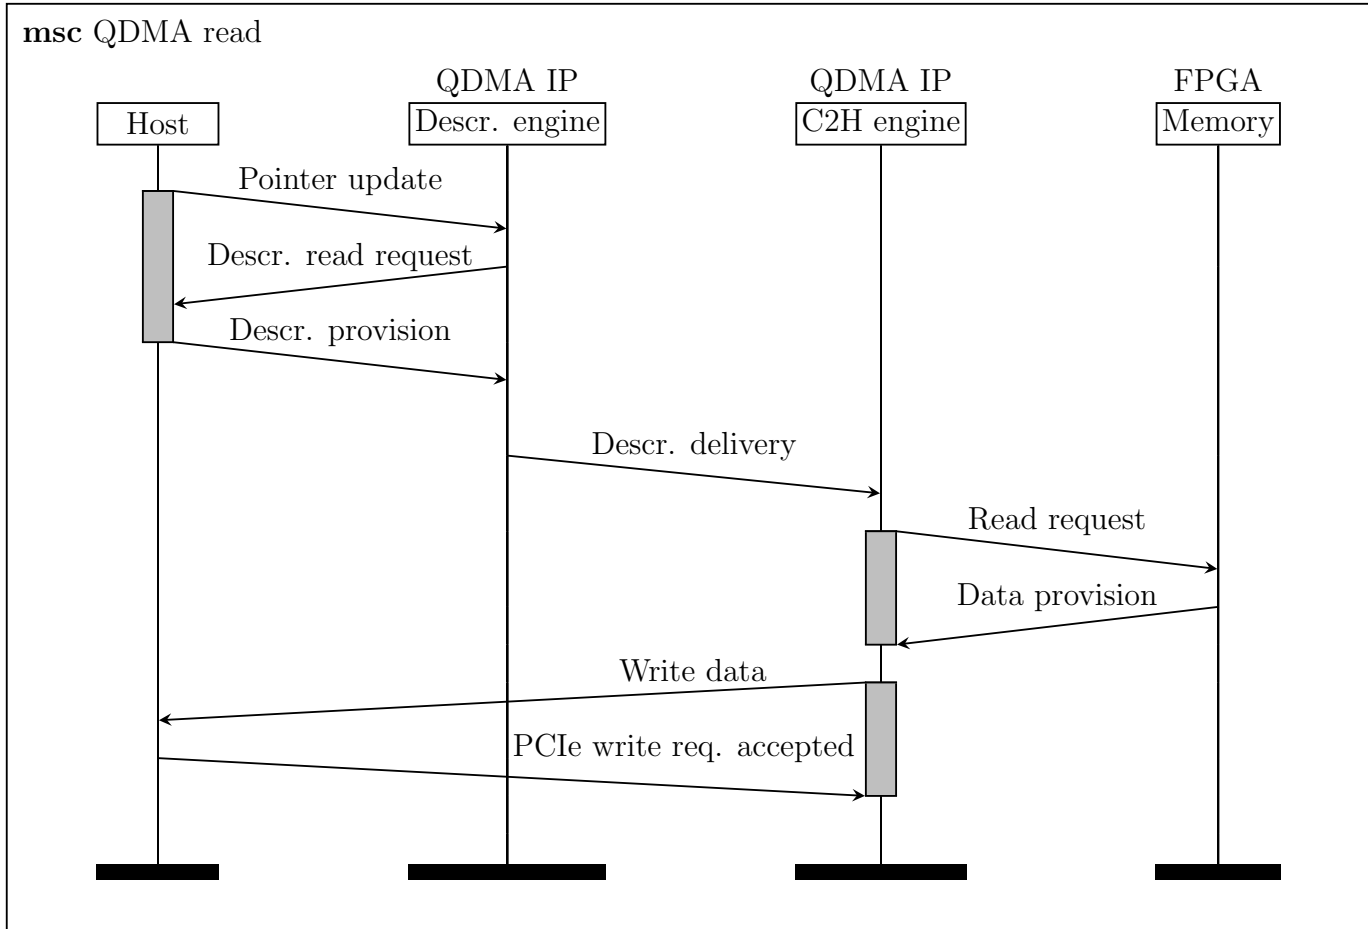 msc QDMA read
QDMA IP
QDMA IP
FPGA
Host
Descr. engine
C2H engine
Memory
Pointer update
Descr. read request
Descr. provision
Descr. delivery
Read request
Data provision
Write data
PCIe write req. accepted